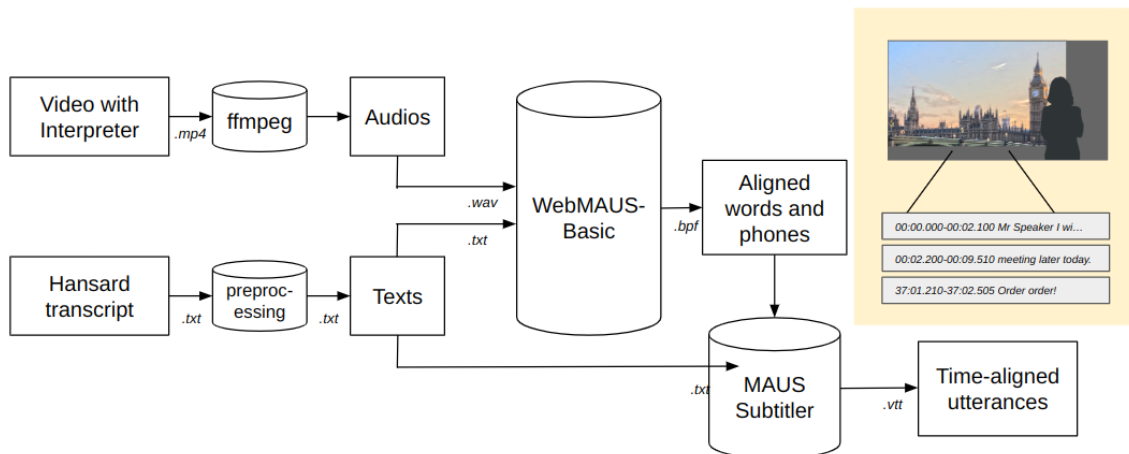 Video with
Interpreter
.mp4
ffmpeg
Audios
.wav
Hansard
transcript
.txt
preproc-
essing
.txt
Texts
.txt
WebMAUS-
Basic
.bpf
Aligned
words and
phones
.txt
MAUS
Subtitler
.vtt
Time-aligned
utterances
00:00.000-00:02.100 Mr Speaker I wi…
00:02.200-00:09.510 meeting later today.
37:01.210-37:02.505 Order order!